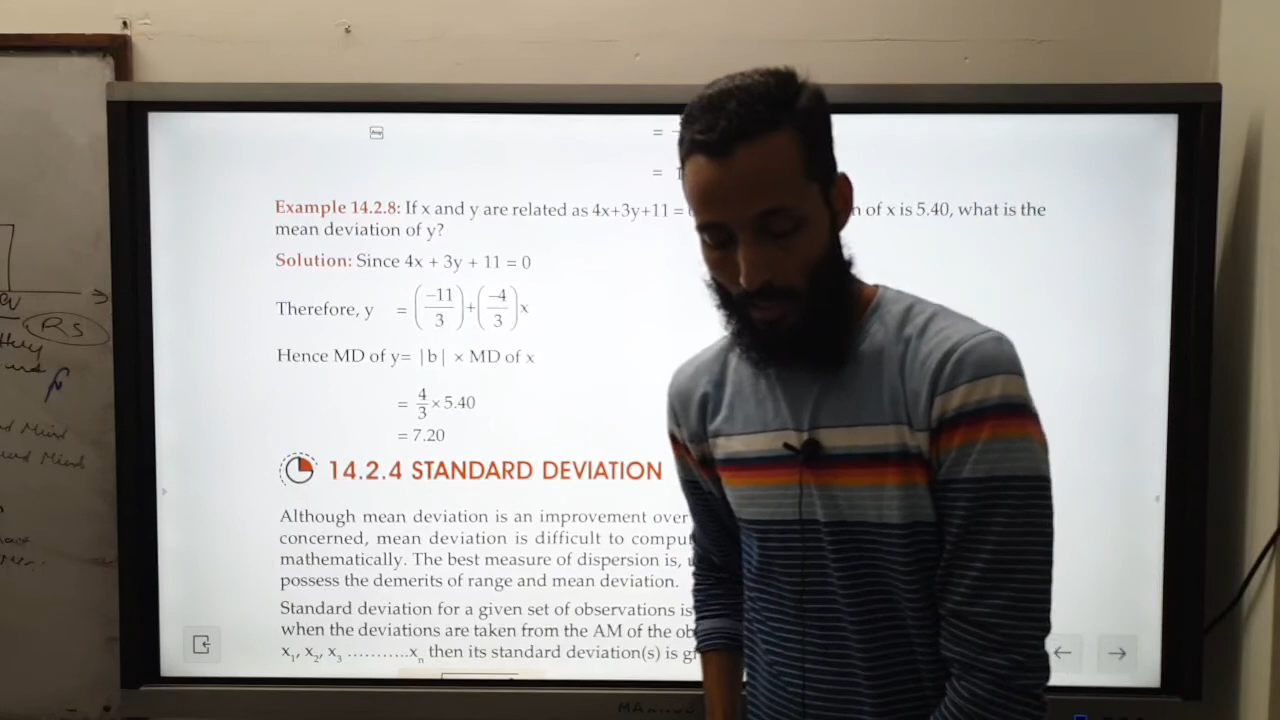 =
=
Example 14.2.8: If x and y are related as 4x+3y+11 = of x is 5.40, what is the
mean deviation of y?
Solution: Since 4x + 3y + 11 = 0
Therefore, y = (-11/3)+(-4/3)x
Hence MD of y= |b| × MD of x
= 4/3 × 5.40
= 7.20
14.2.4 STANDARD DEVIATION
Although mean deviation is an improvement over
concerned, mean deviation is difficult to
mathematically. The best measure of dispersion is,
possess the demerits of range and mean deviation.
Standard deviation for a given set of observations is
when the deviations are taken from the AM of the
x₁, x₂, x₃ ………..xₙ then its standard deviation(s) is
RS